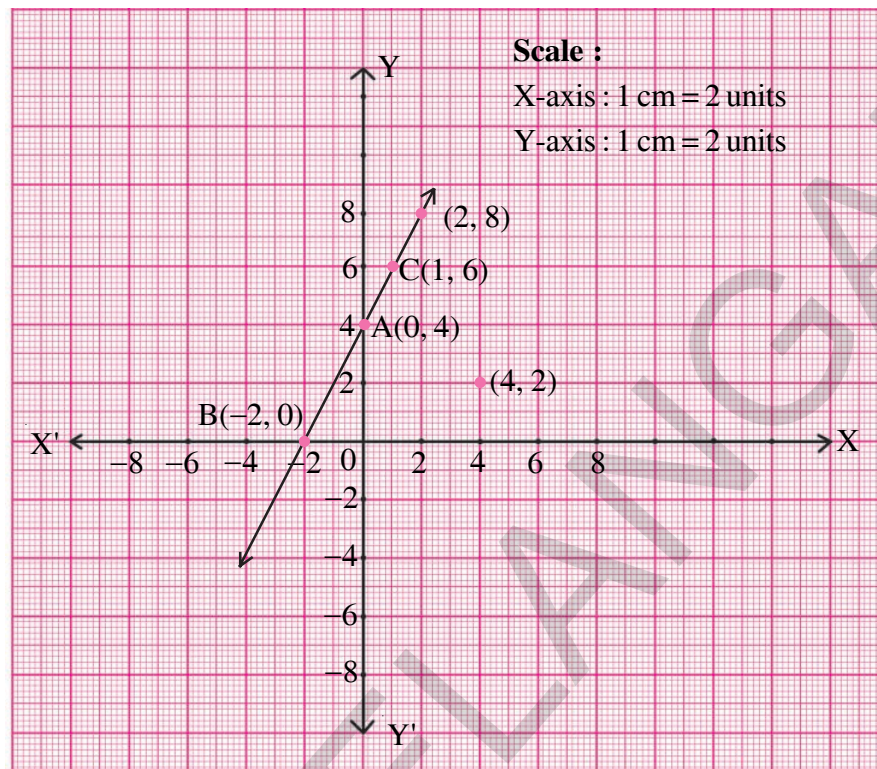 Scale :
Y
X-axis : 1 cm = 2 units
Y-axis : 1 cm = 2 units
8
(2, 8)
6
C(1, 6)
4
A(0, 4)
2
(4, 2)
B(−2, 0)
X'
X
−8 −6 −4 −2 0 2 4 6 8
−2
−4
−6
−8
Y'
TELANGA